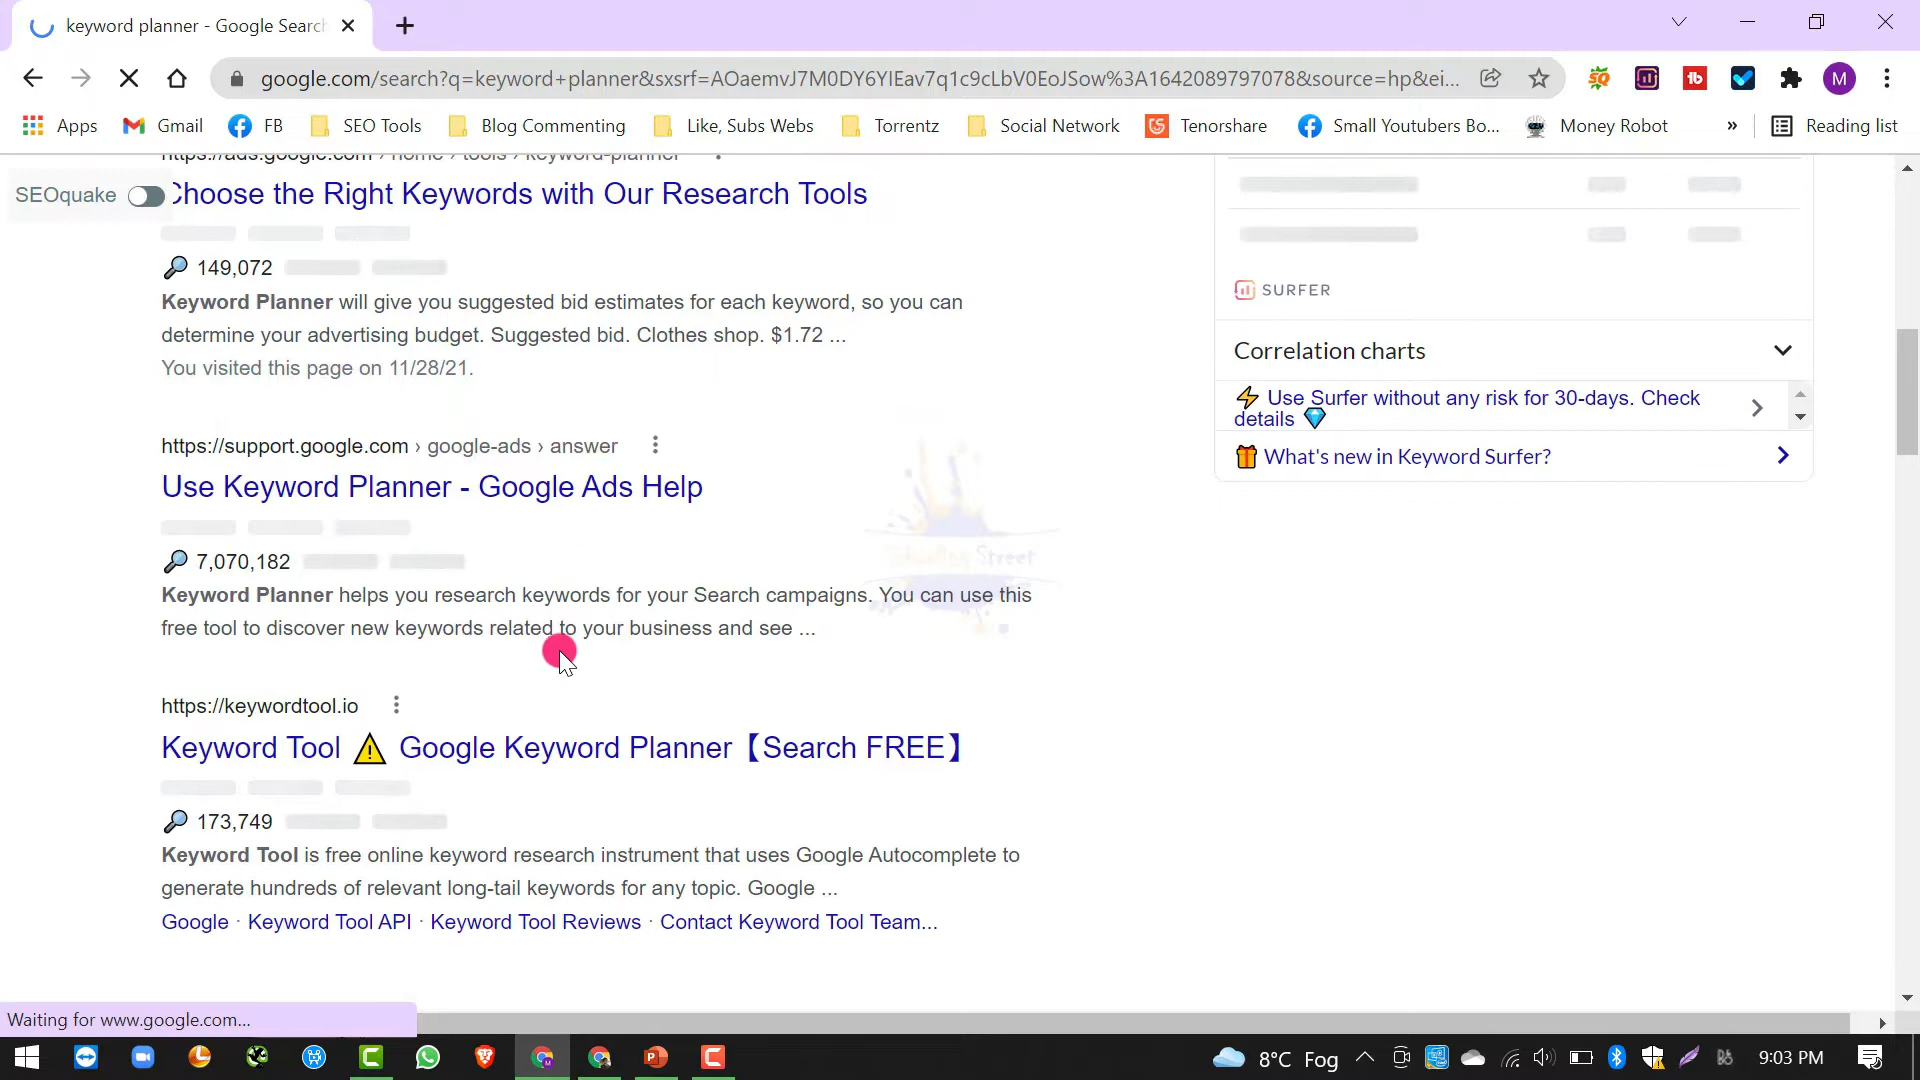 keyword planner - Google Search
google.com/search?q=keyword+planner&sxsrf=AOaemvJ7M0DY6YIEav7q1c9cLbV0EoJSow%3A1642089797078&source=hp&ei...
M
Apps
Gmail
FB
SEO Tools
Blog Commenting
Like, Subs Webs
Torrentz
Social Network
Tenorshare
Small Youtubers Bo...
Money Robot
»
Reading list
https://ads.google.com › home › tools › keyword-planner
SEOquake
Choose the Right Keywords with Our Research Tools
149,072
Keyword Planner will give you suggested bid estimates for each keyword, so you can
determine your advertising budget. Suggested bid. Clothes shop. $1.72 ...
You visited this page on 11/28/21.
https://support.google.com › google-ads › answer
Use Keyword Planner - Google Ads Help
7,070,182
Keyword Planner helps you research keywords for your Search campaigns. You can use this
free tool to discover new keywords related to your business and see ...
https://keywordtool.io
Keyword Tool ⚠ Google Keyword Planner【Search FREE】
173,749
Keyword Tool is free online keyword research instrument that uses Google Autocomplete to
generate hundreds of relevant long-tail keywords for any topic. Google ...
Google · Keyword Tool API · Keyword Tool Reviews · Contact Keyword Tool Team...
SURFER
Correlation charts
⚡ Use Surfer without any risk for 30-days. Check
details 💎
🎁 What's new in Keyword Surfer?
Street
Waiting for www.google.com...
8°C Fog
9:03 PM